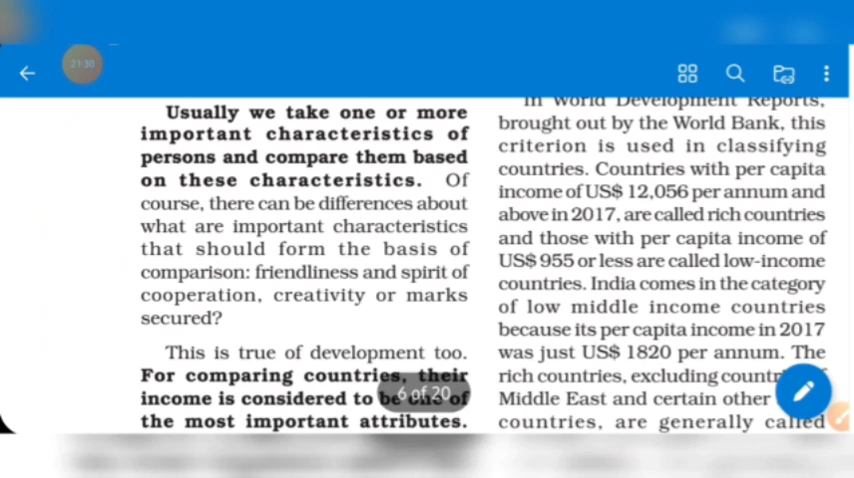 21:30
Usually we take one or more
important characteristics of
persons and compare them based
on these characteristics. Of
course, there can be differences about
what are important characteristics
that should form the basis of
comparison: friendliness and spirit of
cooperation, creativity or marks
secured?
This is true of development too.
For comparing countries, their
income is considered to be one of
the most important attributes.
6 of 20
In World Development Reports,
brought out by the World Bank, this
criterion is used in classifying
countries. Countries with per capita
income of US$ 12,056 per annum and
above in 2017, are called rich countries
and those with per capita income of
US$ 955 or less are called low-income
countries. India comes in the category
of low middle income countries
because its per capita income in 2017
was just US$ 1820 per annum. The
rich countries, excluding
Middle East and certain other
countries, are generally called